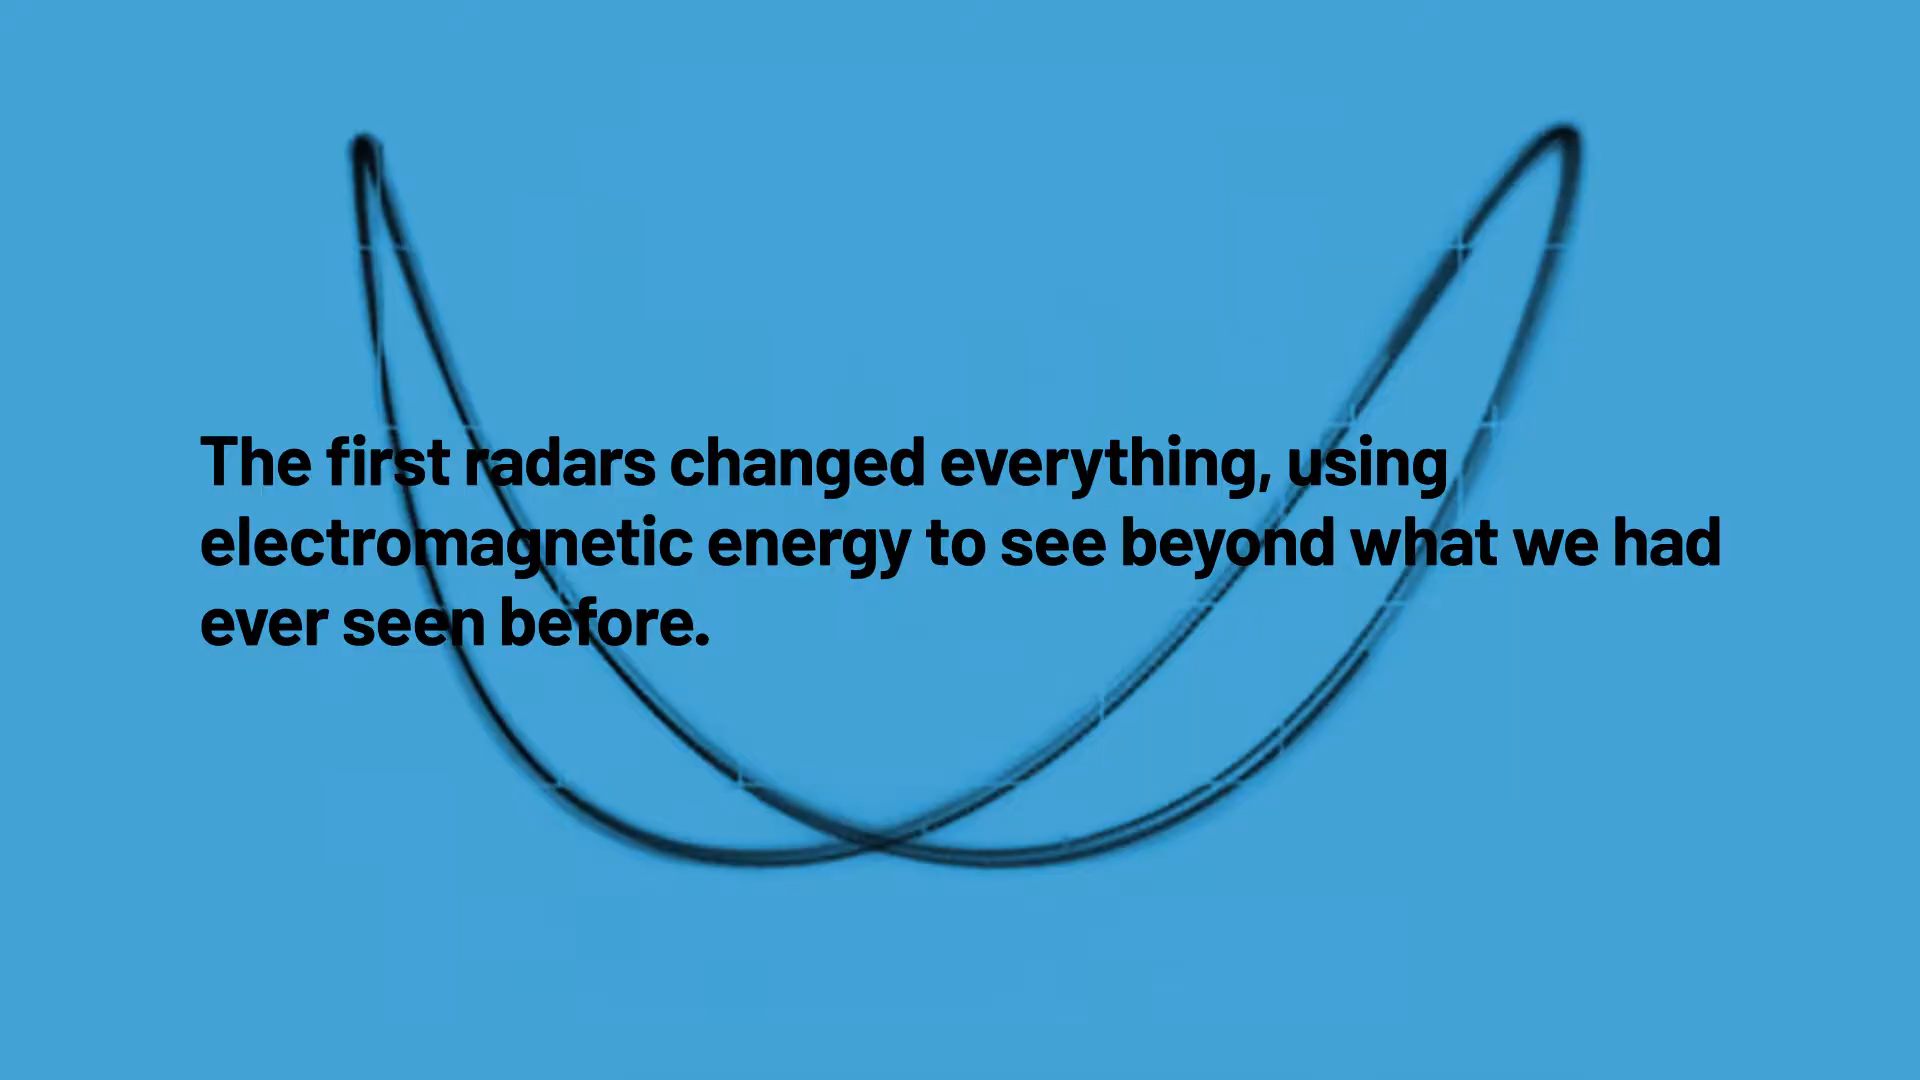 The first radars changed everything, using
electromagnetic energy to see beyond what we had
ever seen before.